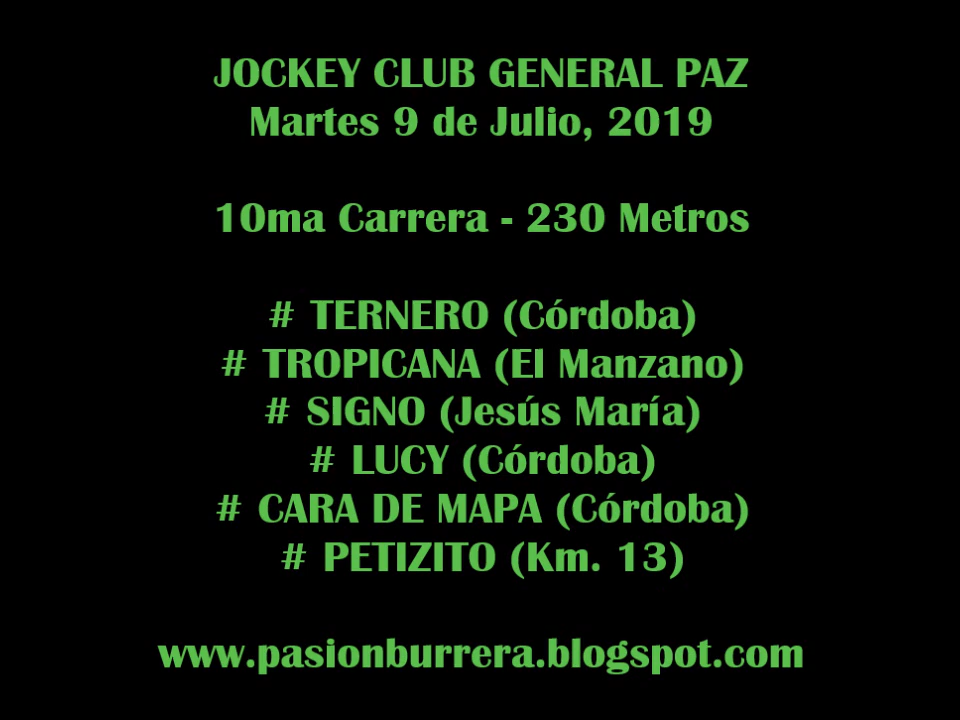 JOCKEY CLUB GENERAL PAZ
Martes 9 de Julio, 2019
10ma Carrera - 230 Metros
# TERNERO (Córdoba)
# TROPICANA (El Manzano)
# SIGNO (Jesús María)
# LUCY (Córdoba)
# CARA DE MAPA (Córdoba)
# PETIZITO (Km. 13)
www.pasionburrera.blogspot.com